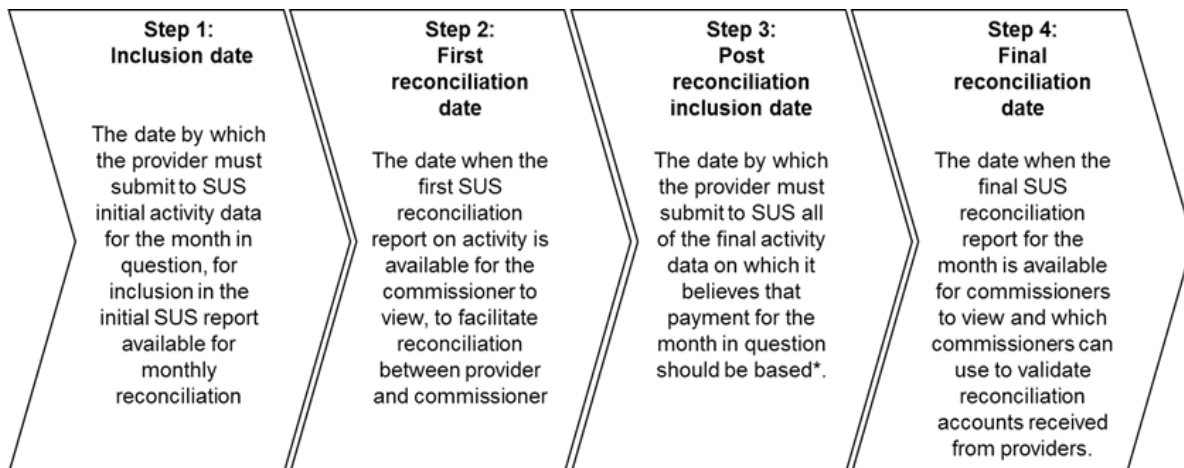 Step 1:
Inclusion date
The date by which
the provider must
submit to SUS
initial activity data
for the month in
question, for
inclusion in the
initial SUS report
available for
monthly
reconciliation
Step 2:
First
reconciliation
date
The date when the
first SUS
reconciliation
report on activity is
available for the
commissioner to
view, to facilitate
reconciliation
between provider
and commissioner
Step 3:
Post
reconciliation
inclusion date
The date by which
the provider must
submit to SUS all
of the final activity
data on which it
believes that
payment for the
month in question
should be based*.
Step 4:
Final
reconciliation
date
The date when the
final SUS
reconciliation
report for the
month is available
for commissioners
to view and which
commissioners can
use to validate
reconciliation
accounts received
from providers.